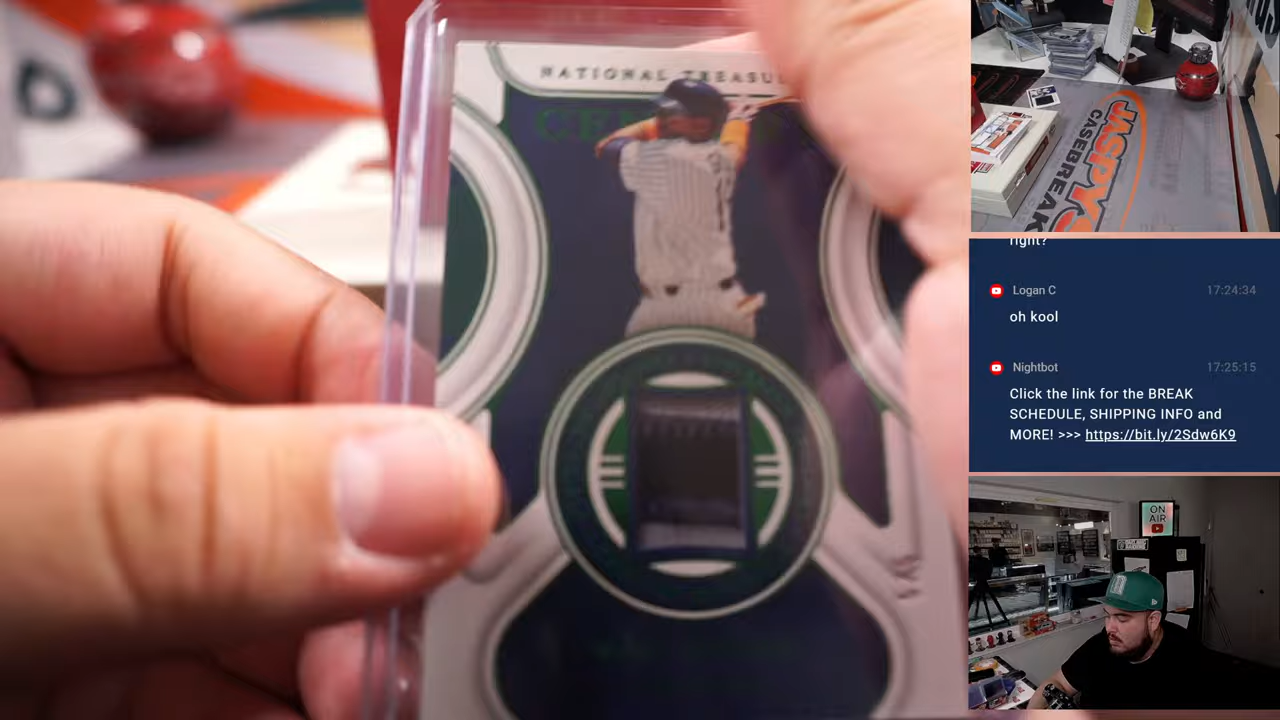 NATIONAL TREASU
JASPY'S
CASEBREAK
right?
Logan C 17:24:34
oh kool
Nightbot 17:25:15
Click the link for the BREAK
SCHEDULE, SHIPPING INFO and
MORE! >>> https://bit.ly/2Sdw6K9
ON
AIR